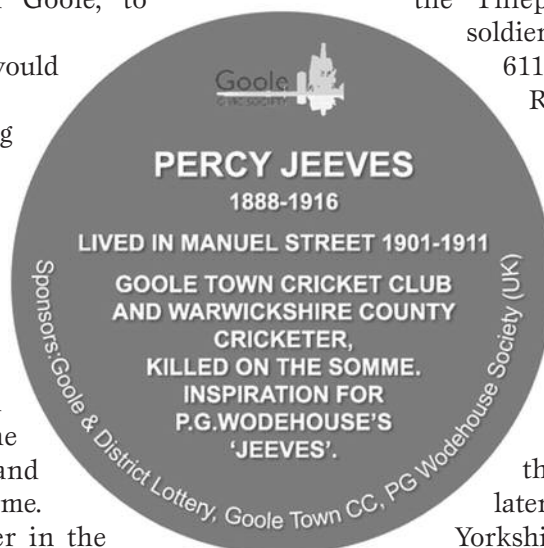 Goole, to
would
g
ne
and
me.
er in the
the Thiep
soldier
611
R
th
later
Yorkshi
Goole
CIVIC SOCIETY
PERCY JEEVES
1888-1916
LIVED IN MANUEL STREET 1901-1911
GOOLE TOWN CRICKET CLUB
AND WARWICKSHIRE COUNTY
CRICKETER,
KILLED ON THE SOMME.
INSPIRATION FOR
P.G.WODEHOUSE'S
'JEEVES'.
Sponsors:Goole & District Lottery, Goole Town CC, PG Wodehouse Society (UK)